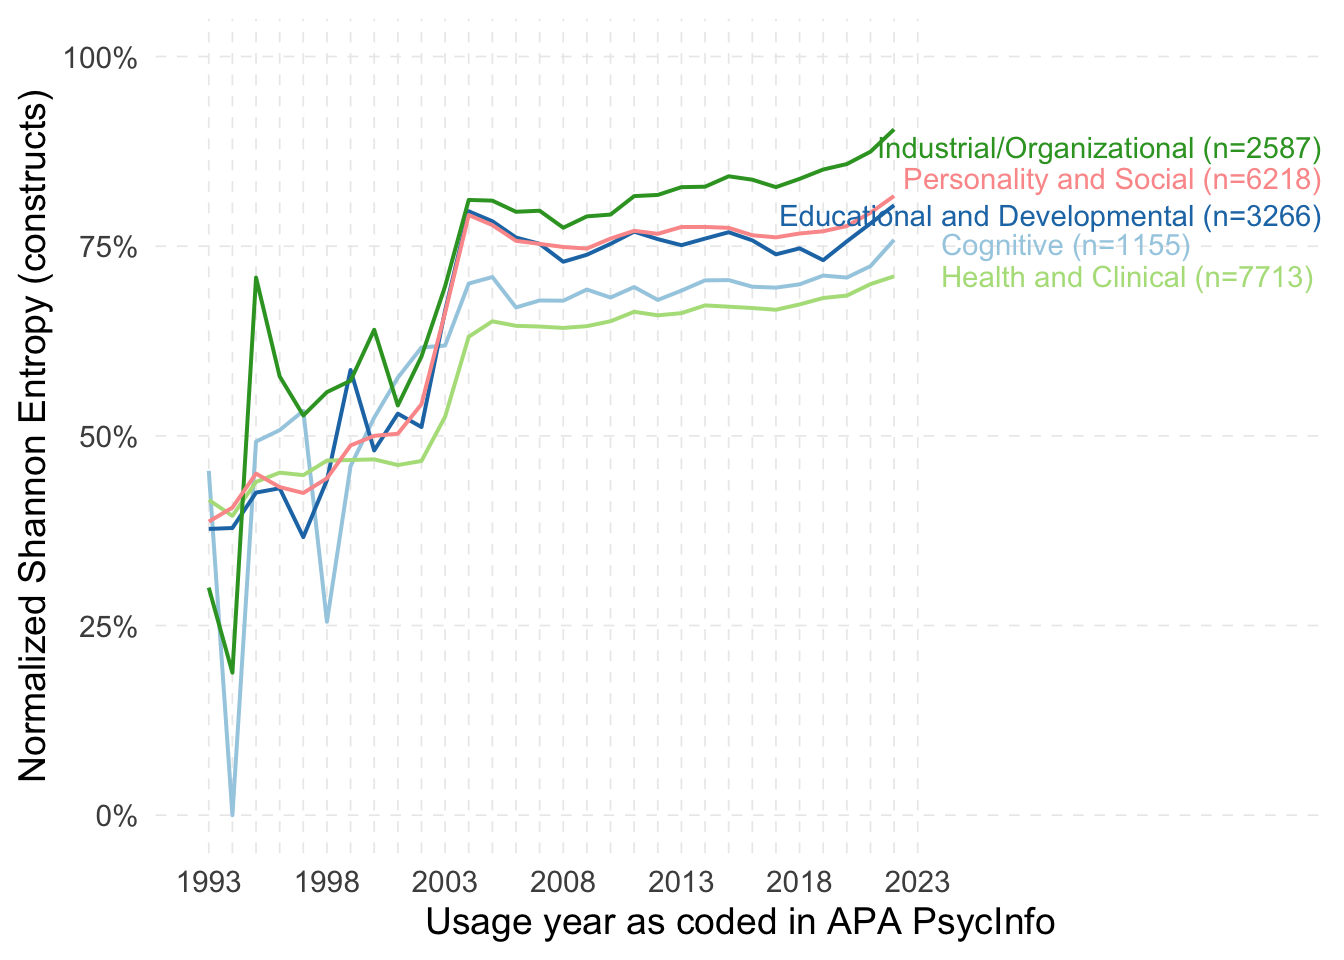 Normalized Shannon Entropy (constructs)
100%
75%
50%
25%
0%
Industrial/Organizational (n=2587)
Personality and Social (n=6218)
Educational and Developmental (n=3266)
Cognitive (n=1155)
Health and Clinical (n=7713)
1993 1998 2003 2008 2013 2018 2023
Usage year as coded in APA PsycInfo